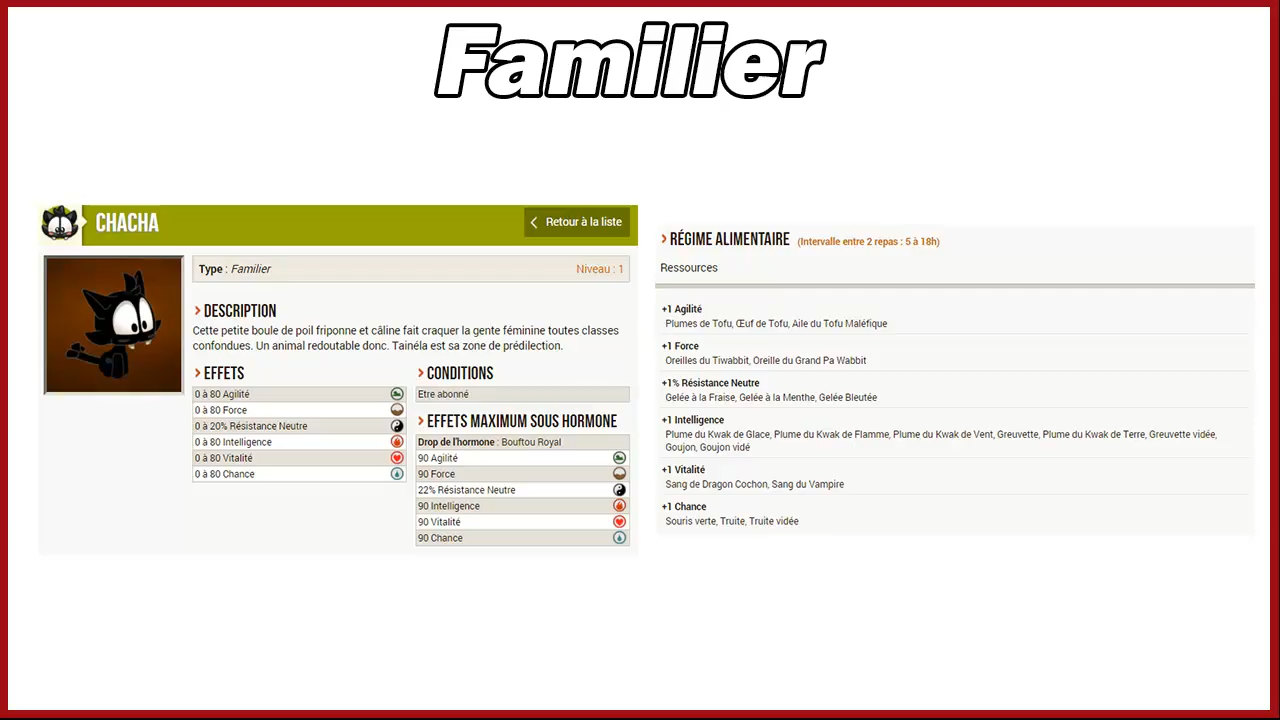 Familier
CHACHA
Retour à la liste
Type : Familier
Niveau : 1
DESCRIPTION
Cette petite boule de poil friponne et câline fait craquer la gente féminine toutes classes
confondues. Un animal redoutable donc. Tainéla est sa zone de prédilection.
EFFETS
0 à 80 Agilité
0 à 80 Force
0 à 20% Résistance Neutre
0 à 80 Intelligence
0 à 80 Vitalité
0 à 80 Chance
CONDITIONS
Etre abonné
EFFETS MAXIMUM SOUS HORMONE
Drop de l'hormone : Bouftou Royal
90 Agilité
90 Force
22% Résistance Neutre
90 Intelligence
90 Vitalité
90 Chance
RÉGIME ALIMENTAIRE (Intervalle entre 2 repas : 5 à 18h)
Ressources
+1 Agilité
Plumes de Tofu, Œuf de Tofu, Aile du Tofu Maléfique
+1 Force
Oreilles du Tiwabbit, Oreille du Grand Pa Wabbit
+1% Résistance Neutre
Gelée à la Fraise, Gelée à la Menthe, Gelée Bleutée
+1 Intelligence
Plume du Kwak de Glace, Plume du Kwak de Flamme, Plume du Kwak de Vent, Greuvette, Plume du Kwak de Terre, Greuvette vidée,
Goujon, Goujon vidé
+1 Vitalité
Sang de Dragon Cochon, Sang du Vampire
+1 Chance
Souris verte, Truite, Truite vidée